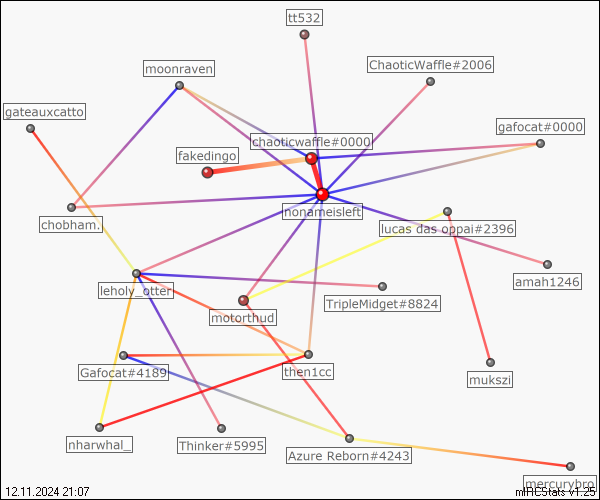 tt532
ChaoticWaffle#2006
moonraven
gateauxcatto
gafocat#0000
chaoticwaffle#0000
fakedingo
nonameisleft
chobham.
lucas das oppai#2396
amah1246
leholy_otter
TripleMidget#8824
motorthud
Gafocat#4189
then1cc
mukszi
nharwhal_
Thinker#5995
Azure Reborn#4243
mercurybro
12.11.2024 21:07
mIRCStats v1.25